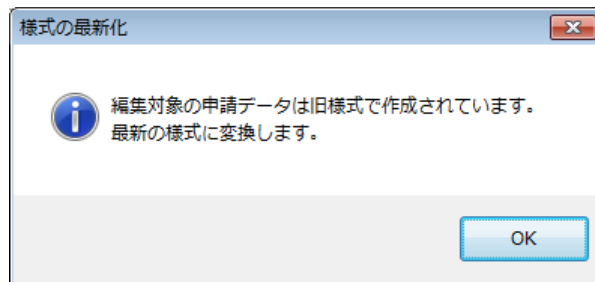 様式の最新化
編集対象の申請データは旧様式で作成されています。
最新の様式に変換します。
OK